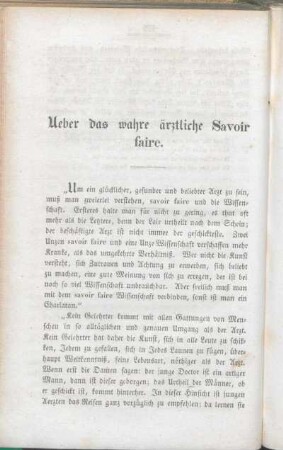 Ueber das wahre ärztliche Savoir
faire.
„Um ein glücklicher, gesuchter und beliebter Arzt zu sein,
muß man zweierlei verstehen, savoir faire und die Wissen-
schaft. Ersteres halte man für nicht zu gering, es thut oft
mehr als die Letztere, denn der Laie urtheilt nach dem Schein;
der beschäftigte Arzt ist nicht immer der geschickteste. Zwei
Unzen savoir faire und eine Unze Wissenschaft verschaffen mehr
Kranke, als das umgekehrte Verhältniß. Wer nicht die Kunst
versteht, sich Zutrauen und Achtung zu erwerben, sich beliebt
zu machen, eine gute Meinung von sich zu erregen, der ist bei
noch so viel Wissenschaft unbrauchbar. Aber freilich muß man
mit dem savoir faire Wissenschaft verbinden, sonst ist man ein
Charlatan.“
„Kein Gelehrter kommt mit allen Gattungen von Men-
schen in so alltäglichen und genauen Umgang als der Arzt.
Kein Gelehrter hat daher die Kunst, sich in alle Leute zu schi-
cken, Jedem zu gefallen, sich in Jedes Launen zu fügen, über-
haupt Weltkenntniß, feine Lebensart, nöthiger als der Arzt.
Wenn erst die Damen sagen: der junge Doctor ist ein artiger
Mann, dann ist dieser geborgen; das Urtheil der Männer, ob
er geschickt ist, kommt hinterher. In dieser Hinsicht ist jungen
Aerzten das Reisen ganz vorzüglich zu empfehlen; da lernen sie